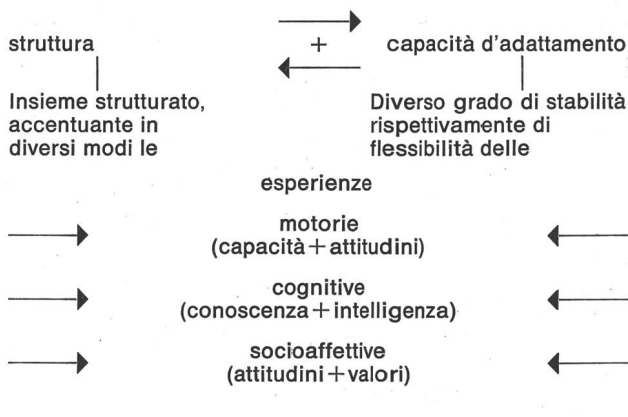 struttura + capacità d'adattamento
Insieme strutturato,
accentuante in
diversi modi le
Diverso grado di stabilità
rispettivamente di
flessibilità delle
esperienze
motorie
(capacità+attitudini)
cognitive
(conoscenza+intelligenza)
socioaffettive
(attitudini+valori)